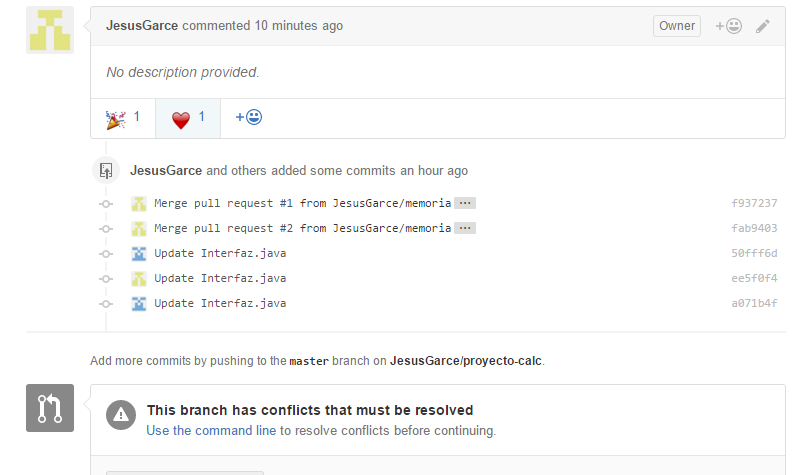 JesusGarce commented 10 minutes ago Owner +
No description provided.
1 1 +
JesusGarce and others added some commits an hour ago
Merge pull request #1 from JesusGarce/memoria ... f937237
Merge pull request #2 from JesusGarce/memoria ... fab9403
Update Interfaz.java 50fff6d
Update Interfaz.java ee5f0f4
Update Interfaz.java a071b4f
Add more commits by pushing to the master branch on JesusGarce/proyecto-calc.
This branch has conflicts that must be resolved
Use the command line to resolve conflicts before continuing.